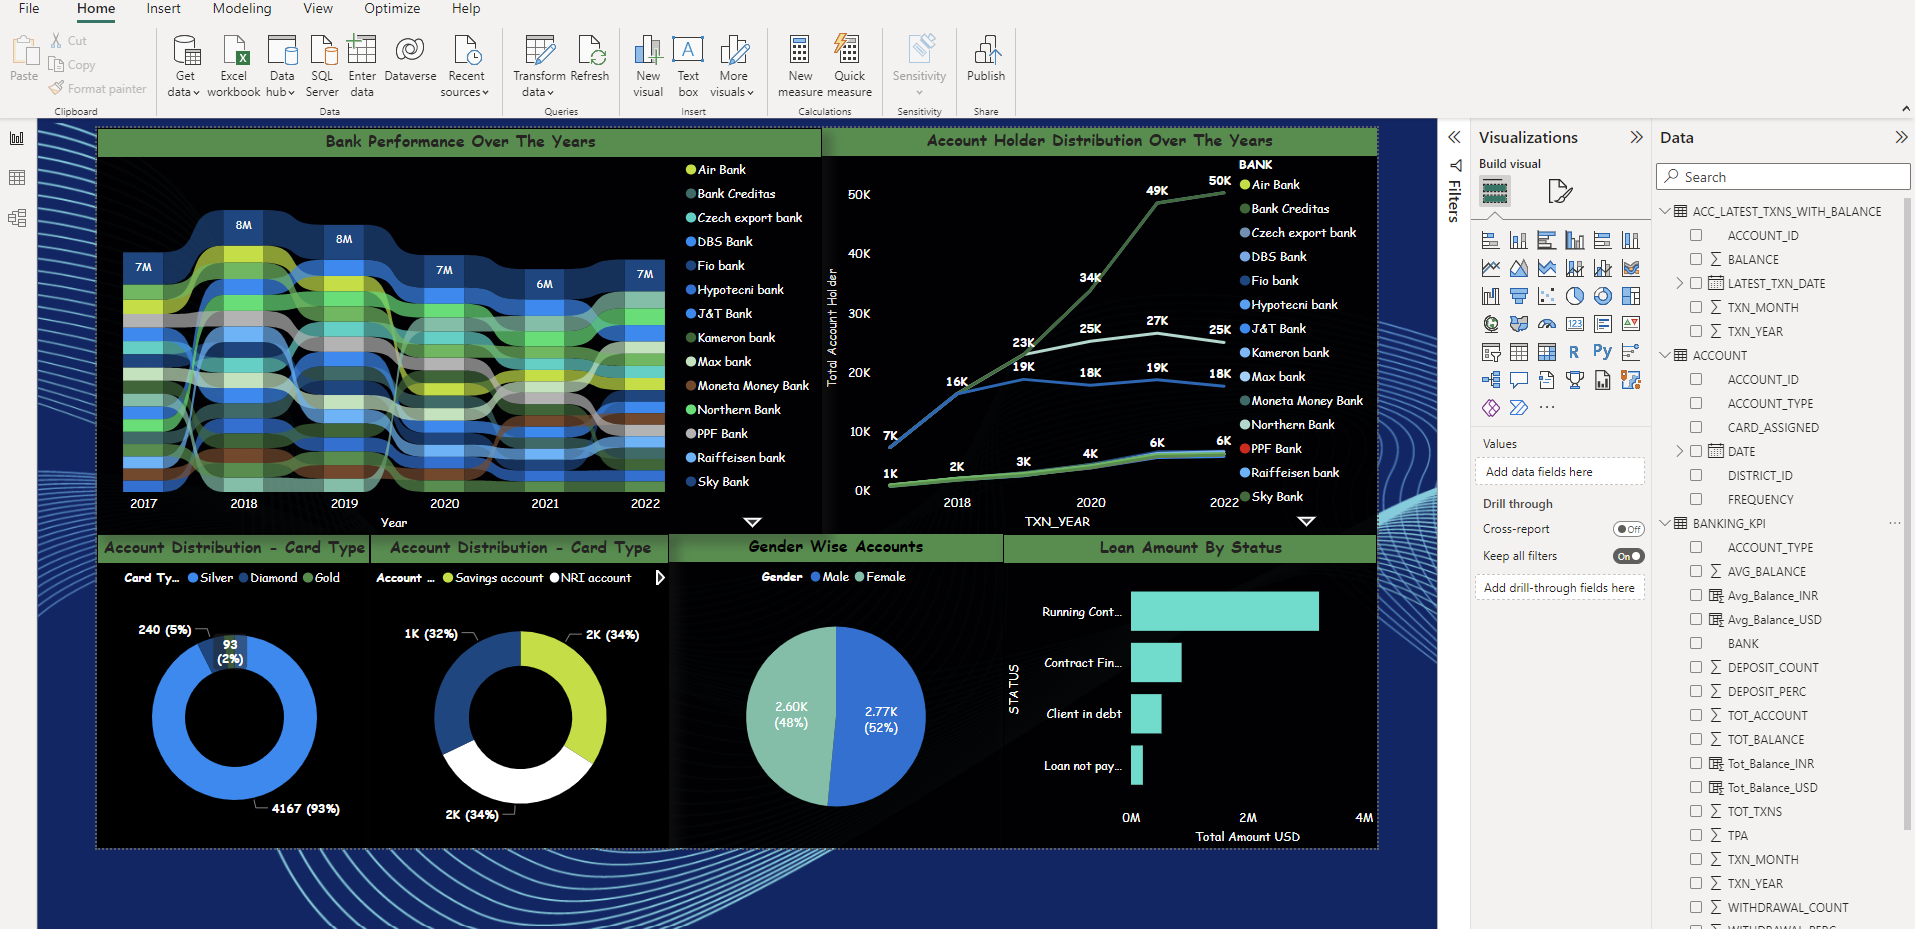 File Home Insert Modeling View Optimize Help
Paste
Cut
Copy
Format painter
Clipboard
Get data
Excel workbook
Data hub
SQL Server
Enter data
Dataverse
Recent sources
Data
Transform data
Refresh
Queries
New visual
Text box
More visuals
Insert
New measure
Quick measure
Calculations
Sensitivity
Sensitivity
Publish
Share
Bank Performance Over The Years
8M
8M
7M
7M
6M
7M
2017 2018 2019 2020 2021 2022
Year
Air Bank
Bank Creditas
Czech export bank
DBS Bank
Fio bank
Hypotecni bank
J&T Bank
Kameron bank
Max bank
Moneta Money Bank
Northern Bank
PPF Bank
Raiffeisen bank
Sky Bank
Account Holder Distribution Over The Years
Total Account Holder
50K
40K
30K
20K
10K
0K
7K
16K
23K
34K
49K
50K
25K
27K
25K
19K
18K
19K
18K
1K
2K
3K
4K
6K
6K
2018 2020 2022
TXN_YEAR
BANK
Air Bank
Bank Creditas
Czech export bank
DBS Bank
Fio bank
Hypotecni bank
J&T Bank
Kameron bank
Max bank
Moneta Money Bank
Northern Bank
PPF Bank
Raiffeisen bank
Sky Bank
Account Distribution - Card Type
Card Ty... Silver Diamond Gold
240 (5%)
93
(2%)
4167 (93%)
Account Distribution - Card Type
Account ... Savings account NRI account
1K (32%)
2K (34%)
2K (34%)
Gender Wise Accounts
Gender Male Female
2.60K
(48%)
2.77K
(52%)
Loan Amount By Status
STATUS
Running Cont...
Contract Fin...
Client in debt
Loan not pay...
0M 2M 4M
Total Amount USD
Filters
Visualizations
Build visual
123
R
Py
...
Values
Add data fields here
Drill through
Cross-report
Off
Keep all filters
On
Add drill-through fields here
Data
Search
ACC_LATEST_TXNS_WITH_BALANCE
ACCOUNT_ID
BALANCE
LATEST_TXN_DATE
TXN_MONTH
TXN_YEAR
ACCOUNT
ACCOUNT_ID
ACCOUNT_TYPE
CARD_ASSIGNED
DATE
DISTRICT_ID
FREQUENCY
BANKING_KPI
...
ACCOUNT_TYPE
AVG_BALANCE
Avg_Balance_INR
Avg_Balance_USD
BANK
DEPOSIT_COUNT
DEPOSIT_PERC
TOT_ACCOUNT
TOT_BALANCE
Tot_Balance_INR
Tot_Balance_USD
TOT_TXNS
TPA
TXN_MONTH
TXN_YEAR
WITHDRAWAL_COUNT
WITHDRAWAL_PERC